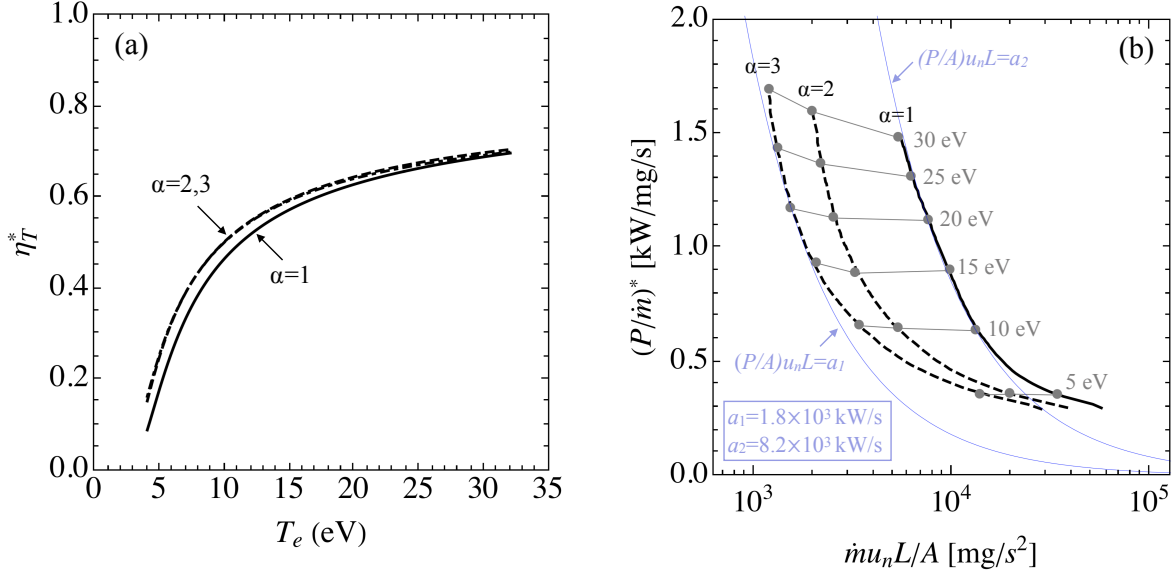 (a)
1.0
0.8
0.6
0.4
0.2
0.0
η*T
α=2,3
α=1
0
5
10
15
20
25
30
35
Te (eV)
(b)
2.0
1.5
1.0
0.5
0.0
(P/ṁ)* [kW/mg/s]
(P/A)unL=a2
α=3
α=2
α=1
30 eV
25 eV
20 eV
15 eV
10 eV
5 eV
(P/A)unL=a1
a1=1.8×10³ kW/s
a2=8.2×10³ kW/s
10³
10⁴
10⁵
ṁunL/A [mg/s²]